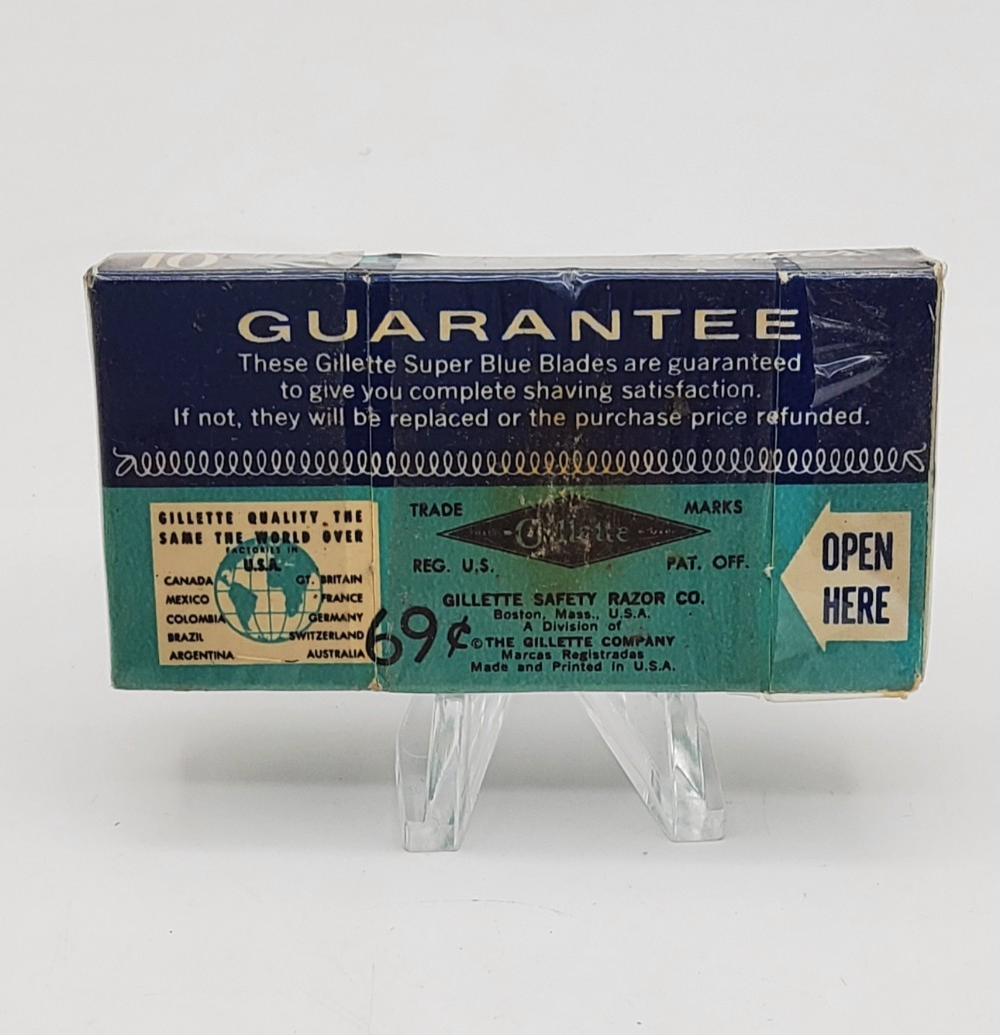 10
GUARANTEE
These Gillette Super Blue Blades are guaranteed
to give you complete shaving satisfaction.
If not, they will be replaced or the purchase price refunded.
GILLETTE QUALITY THE
SAME THE WORLD OVER
FACTORIES IN
U.S.A.
CANADA GT. BRITAIN
MEXICO FRANCE
COLOMBIA GERMANY
BRAZIL SWITZERLAND
ARGENTINA AUSTRALIA
69¢
TRADE MARKS
Gillette
REG. U.S. PAT. OFF.
GILLETTE SAFETY RAZOR CO.
Boston, Mass., U.S.A.
A Division of
©THE GILLETTE COMPANY
Marcas Registradas
Made and Printed in U.S.A.
OPEN
HERE